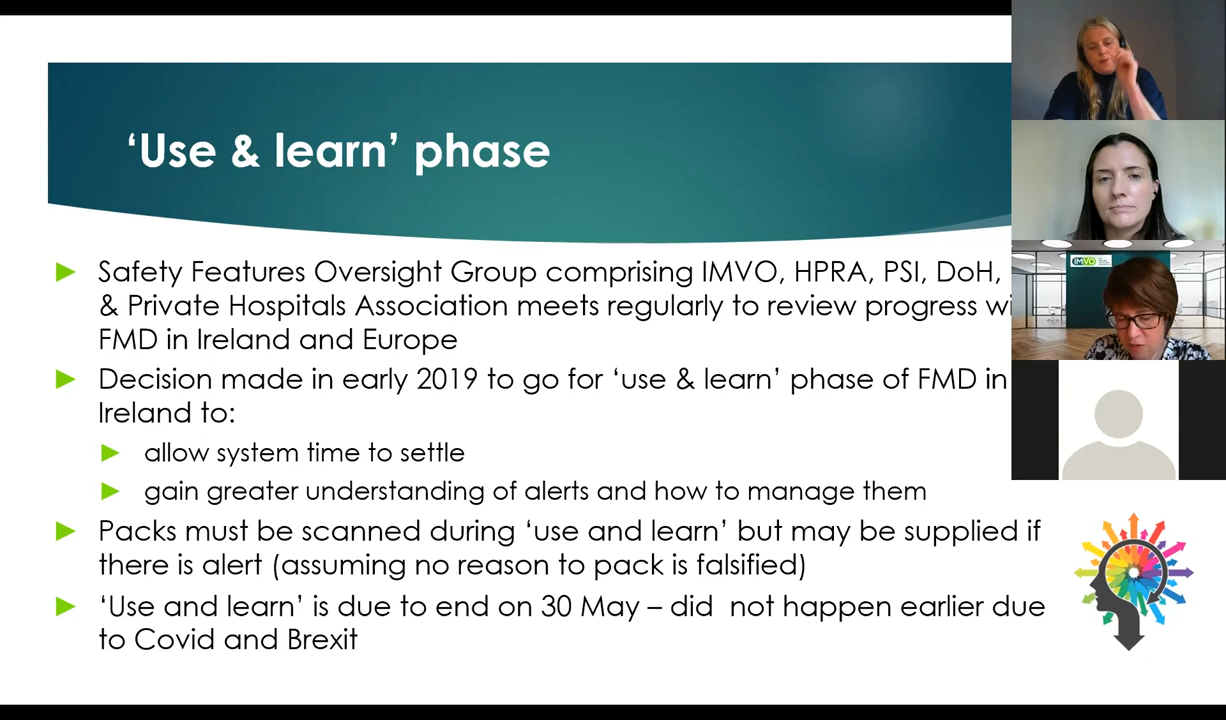 ‘Use & learn’ phase
Safety Features Oversight Group comprising IMVO, HPRA, PSI, DoH,
& Private Hospitals Association meets regularly to review progress
FMD in Ireland and Europe
Decision made in early 2019 to go for ‘use & learn’ phase of FMD in
Ireland to:
allow system time to settle
gain greater understanding of alerts and how to manage them
Packs must be scanned during ‘use and learn’ but may be supplied if
there is alert (assuming no reason to pack is falsified)
‘Use and learn’ is due to end on 30 May – did not happen earlier due
to Covid and Brexit
IMVO